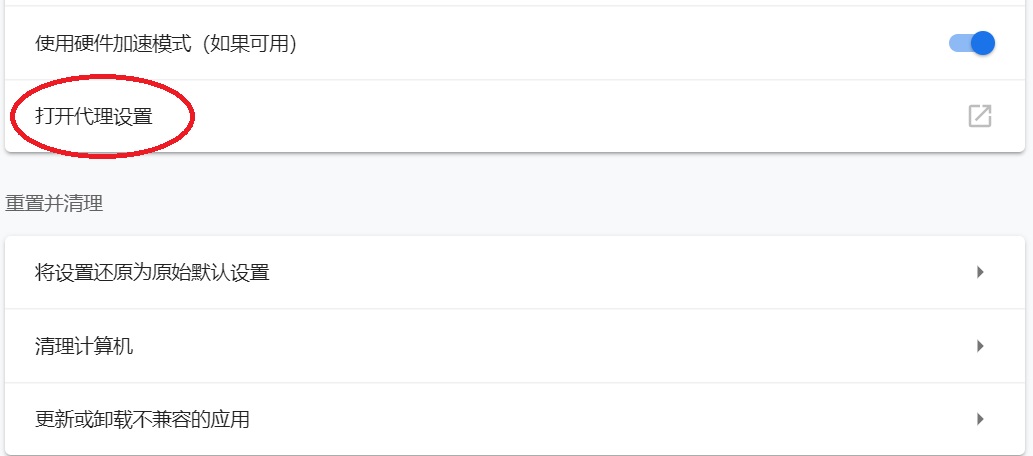 使用硬件加速模式（如果可用)
打开代理设置
重置并清理
将设置还原为原始默认设置
清理计算机
更新或卸载不兼容的应用